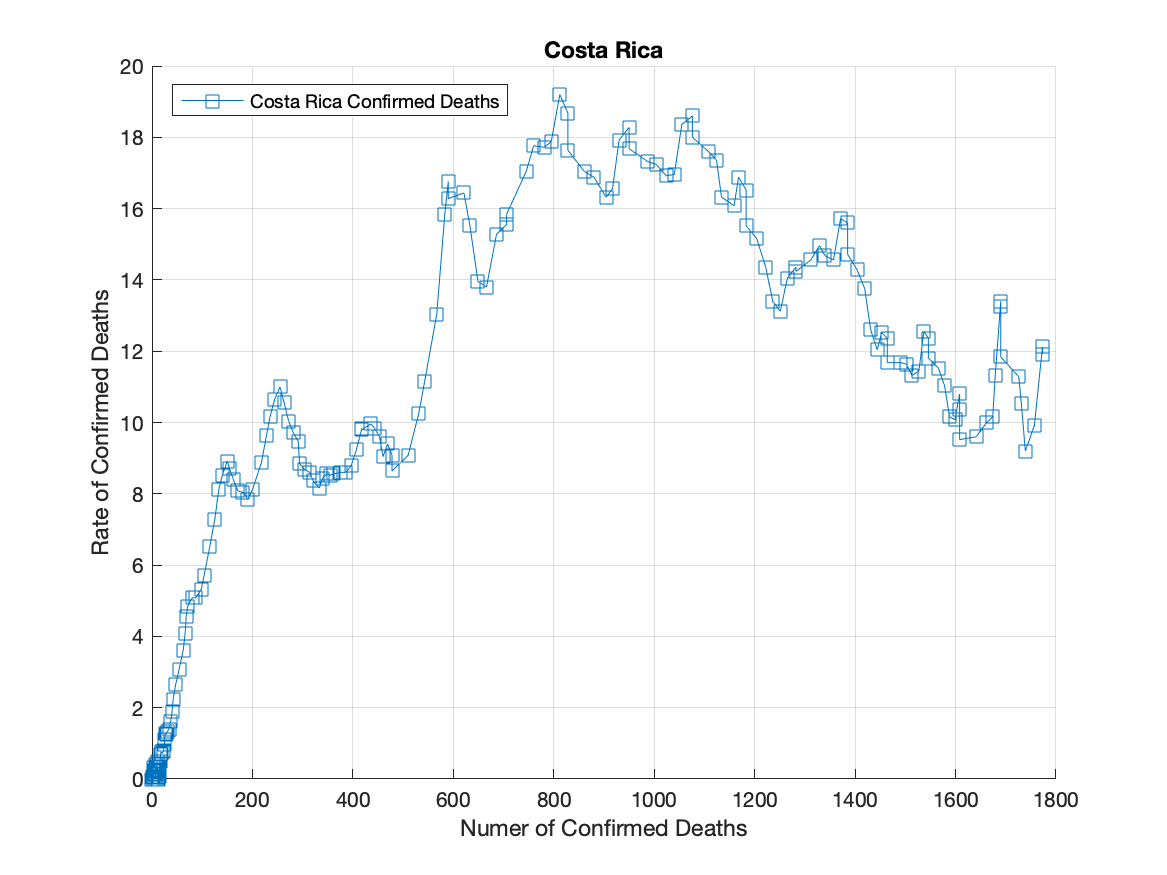 Costa Rica
Costa Rica Confirmed Deaths
Rate of Confirmed Deaths
20
18
16
14
12
10
8
6
4
2
0
0 200 400 600 800 1000 1200 1400 1600 1800
Numer of Confirmed Deaths